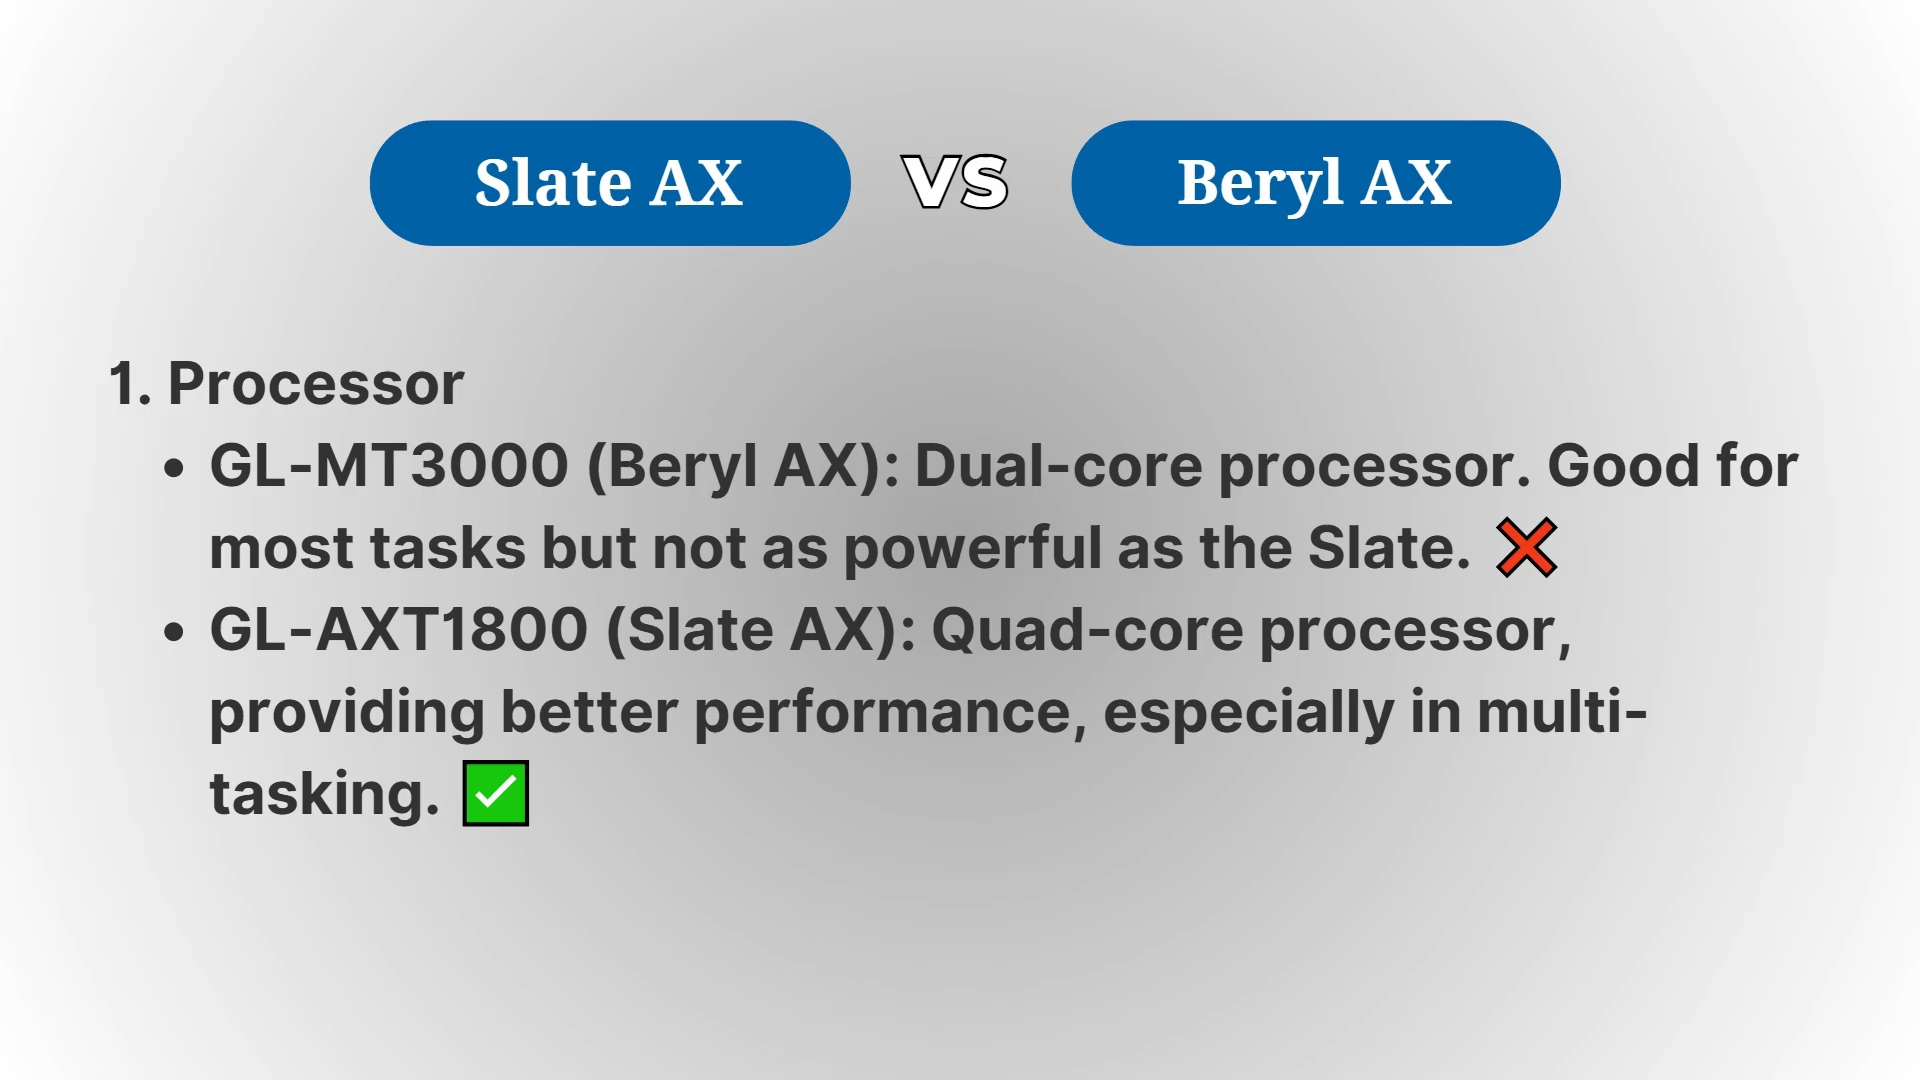 Slate AX VS Beryl AX
1. Processor
• GL-MT3000 (Beryl AX): Dual-core processor. Good for
most tasks but not as powerful as the Slate. ❌
• GL-AXT1800 (Slate AX): Quad-core processor,
providing better performance, especially in multi-
tasking. ✅